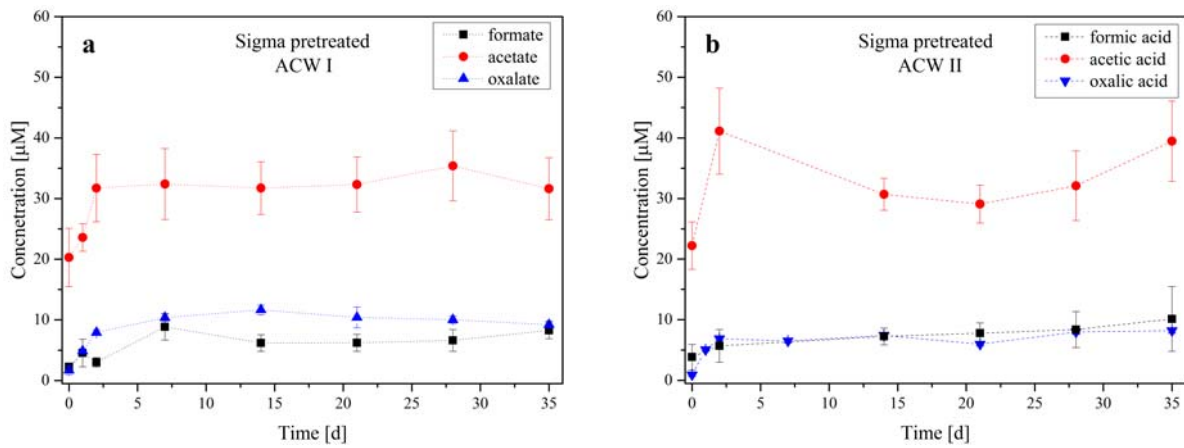 a
Sigma pretreated
ACW I
formate
acetate
oxalate
Concnetration [µM]
60
50
40
30
20
10
0
0 5 10 15 20 25 30 35
Time [d]
b
Sigma pretreated
ACW II
formic acid
acetic acid
oxalic acid
Concentration [µM]
60
50
40
30
20
10
0
0 5 10 15 20 25 30 35
Time [d]